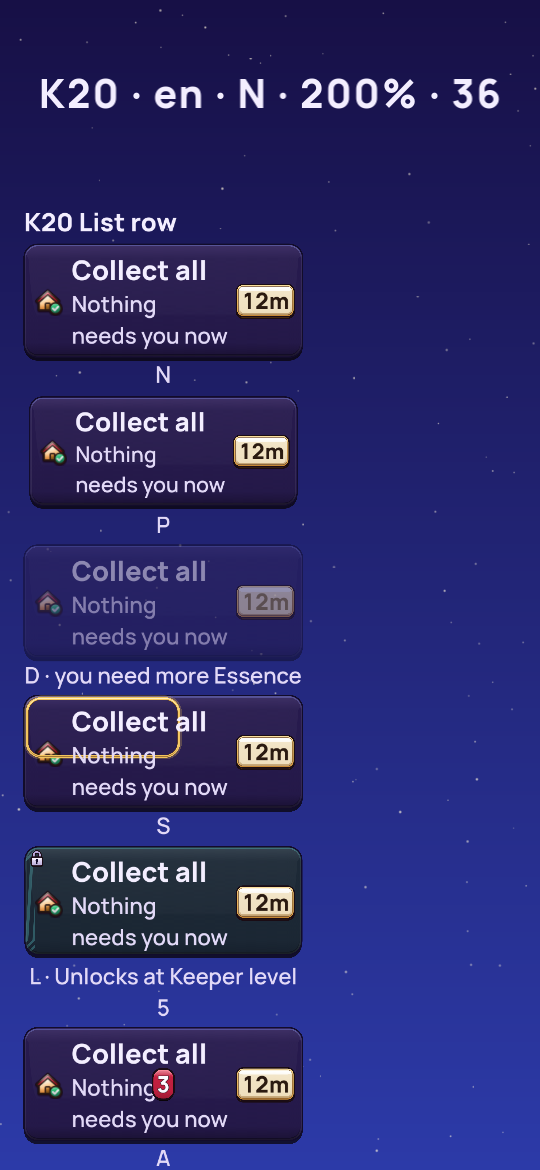 K20 · en · N · 200% · 36
K20 List row
Collect all
Nothing
needs you now
12m
N
Collect all
Nothing
needs you now
12m
P
Collect all
Nothing
needs you now
12m
D · you need more Essence
Collect all
Nothing
needs you now
12m
S
Collect all
Nothing
needs you now
12m
L · Unlocks at Keeper level
5
Collect all
Nothing
3
needs you now
12m
A